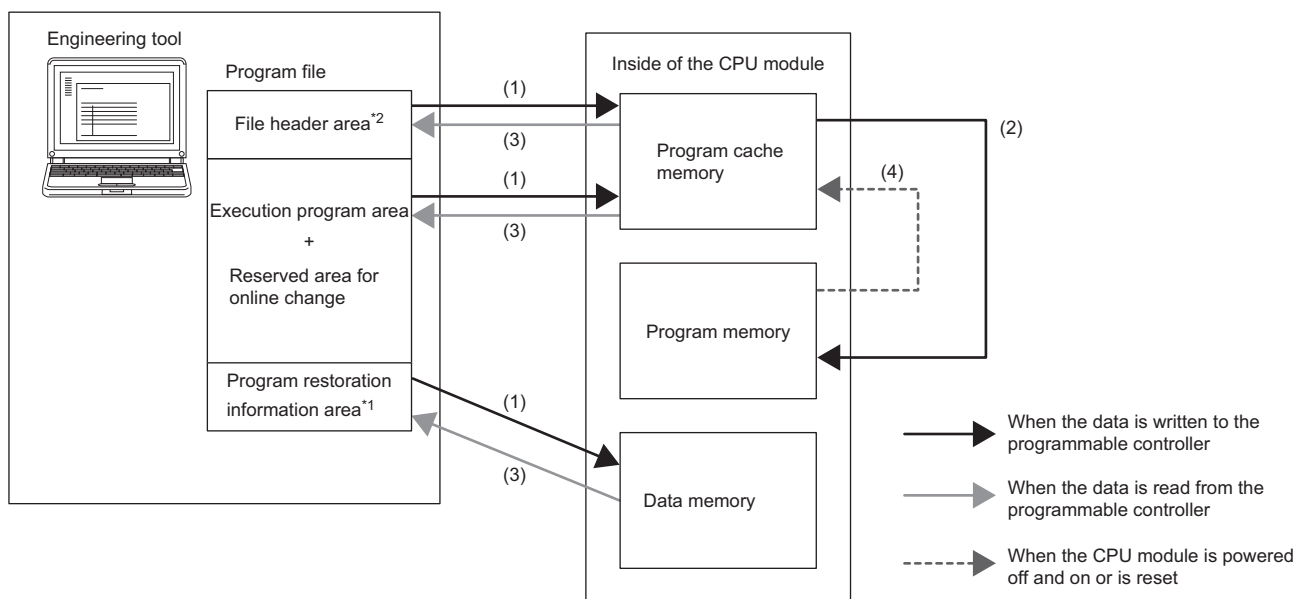 Engineering tool
Program file
File header area*2
Execution program area
+
Reserved area for
online change
Program restoration
information area*1
(1)
(3)
(1)
(3)
(1)
(3)
Inside of the CPU module
Program cache
memory
Program memory
Data memory
(2)
(4)
When the data is written to the
programmable controller
When the data is read from the
programmable controller
When the CPU module is powered
off and on or is reset